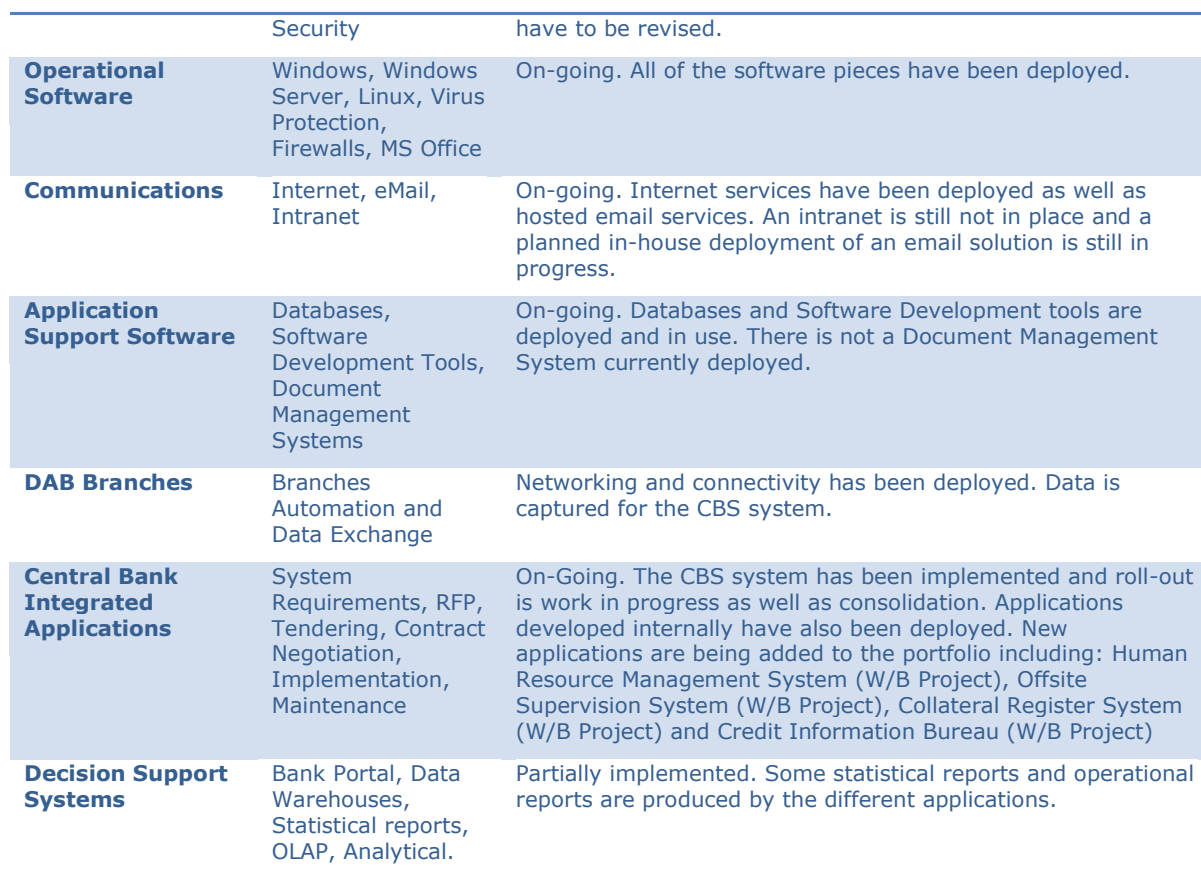 Security
have to be revised.
Operational
Software
Windows, Windows
Server, Linux, Virus
Protection,
Firewalls, MS Office
On-going. All of the software pieces have been deployed.
Communications
Internet, eMail,
Intranet
On-going. Internet services have been deployed as well as
hosted email services. An intranet is still not in place and a
planned in-house deployment of an email solution is still in
progress.
Application
Support Software
Databases,
Software
Development Tools,
Document
Management
Systems
On-going. Databases and Software Development tools are
deployed and in use. There is not a Document Management
System currently deployed.
DAB Branches
Branches
Automation and
Data Exchange
Networking and connectivity has been deployed. Data is
captured for the CBS system.
Central Bank
Integrated
Applications
System
Requirements, RFP,
Tendering, Contract
Negotiation,
Implementation,
Maintenance
On-Going. The CBS system has been implemented and roll-out
is work in progress as well as consolidation. Applications
developed internally have also been deployed. New
applications are being added to the portfolio including: Human
Resource Management System (W/B Project), Offsite
Supervision System (W/B Project), Collateral Register System
(W/B Project) and Credit Information Bureau (W/B Project)
Decision Support
Systems
Bank Portal, Data
Warehouses,
Statistical reports,
OLAP, Analytical.
Partially implemented. Some statistical reports and operational
reports are produced by the different applications.